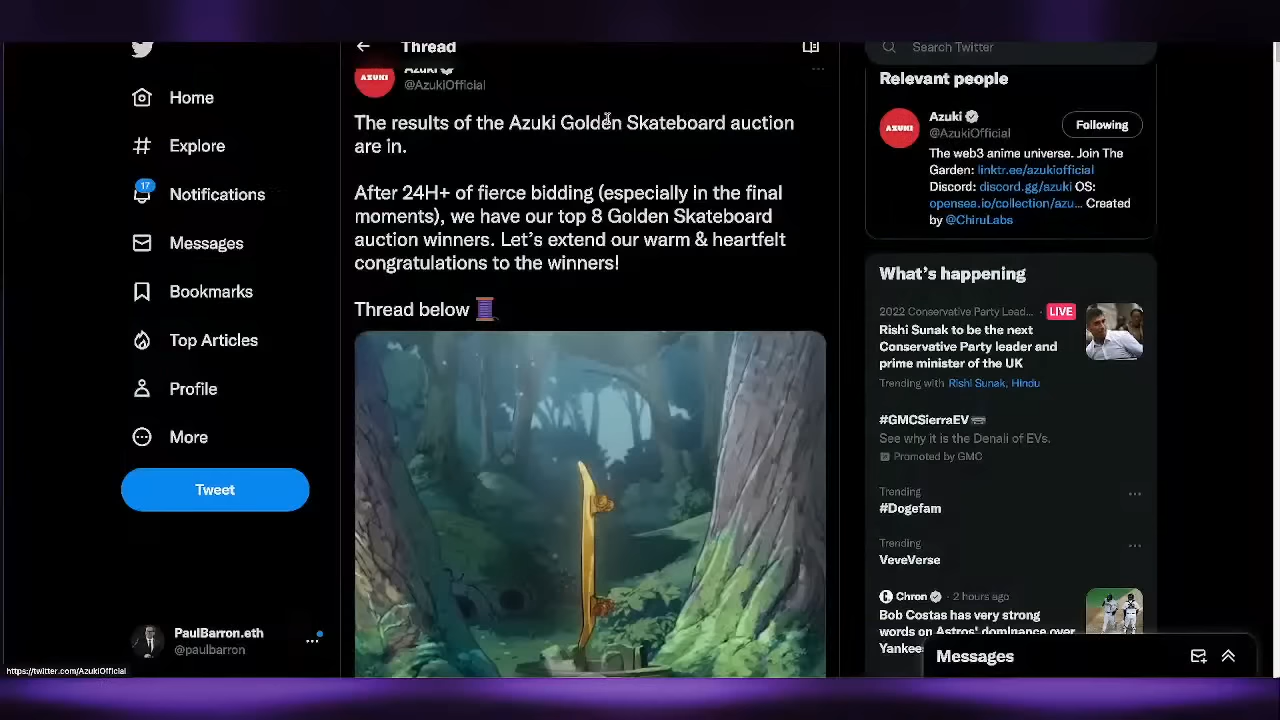 Home
Explore
17
Notifications
Messages
Bookmarks
Top Articles
Profile
More
Tweet
PaulBarron.eth
@paulbarron
https://twitter.com/AzukiOfficial
Thread
AZUKI
Azuki
@AzukiOfficial
The results of the Azuki Golden Skateboard auction
are in.
After 24H+ of fierce bidding (especially in the final
moments), we have our top 8 Golden Skateboard
auction winners. Let's extend our warm & heartfelt
congratulations to the winners!
Thread below
Search Twitter
Relevant people
AZUKI
Azuki
@AzukiOfficial
Following
The web3 anime universe. Join The
Garden: linktr.ee/azukiofficial
Discord: discord.gg/azuki OS:
opensea.io/collection/azu... Created
by @ChiruLabs
What's happening
2022 Conservative Party Lead... · LIVE
Rishi Sunak to be the next
Conservative Party leader and
prime minister of the UK
Trending with Rishi Sunak, Hindu
#GMCSierraEV
See why it is the Denali of EVs.
Promoted by GMC
Trending
#Dogefam
Trending
VeveVerse
Chron · 2 hours ago
Bob Costas has very strong
words on Astros' dominance over
Yankee
Messages